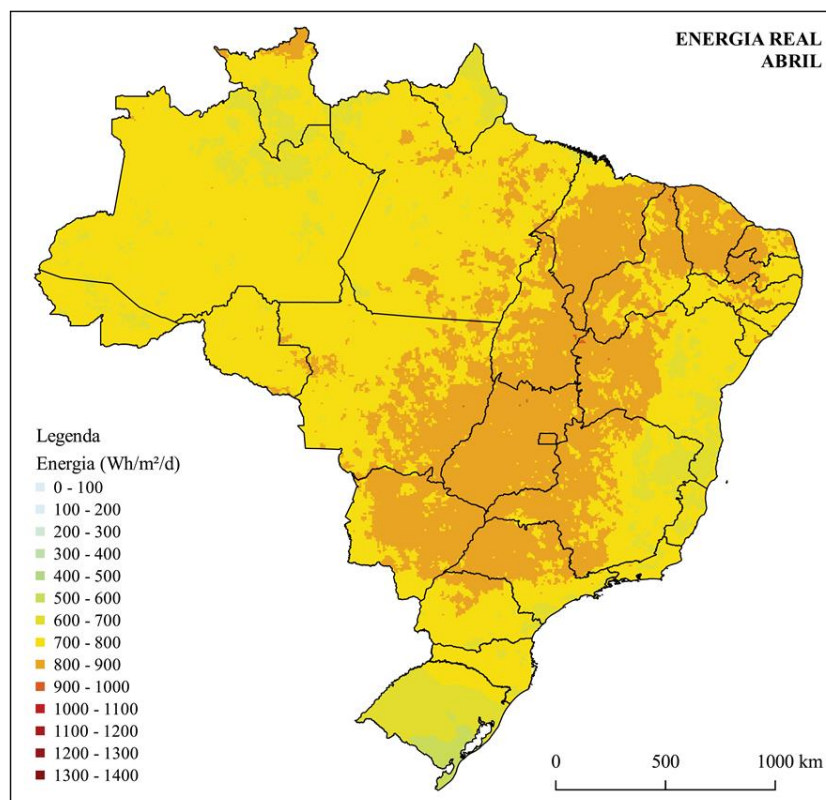 ENERGIA REAL
ABRIL
Legenda
Energia (Wh/m²/d)
0 - 100
100 - 200
200 - 300
300 - 400
400 - 500
500 - 600
600 - 700
700 - 800
800 - 900
900 - 1000
1000 - 1100
1100 - 1200
1200 - 1300
1300 - 1400
0 500 1000 km